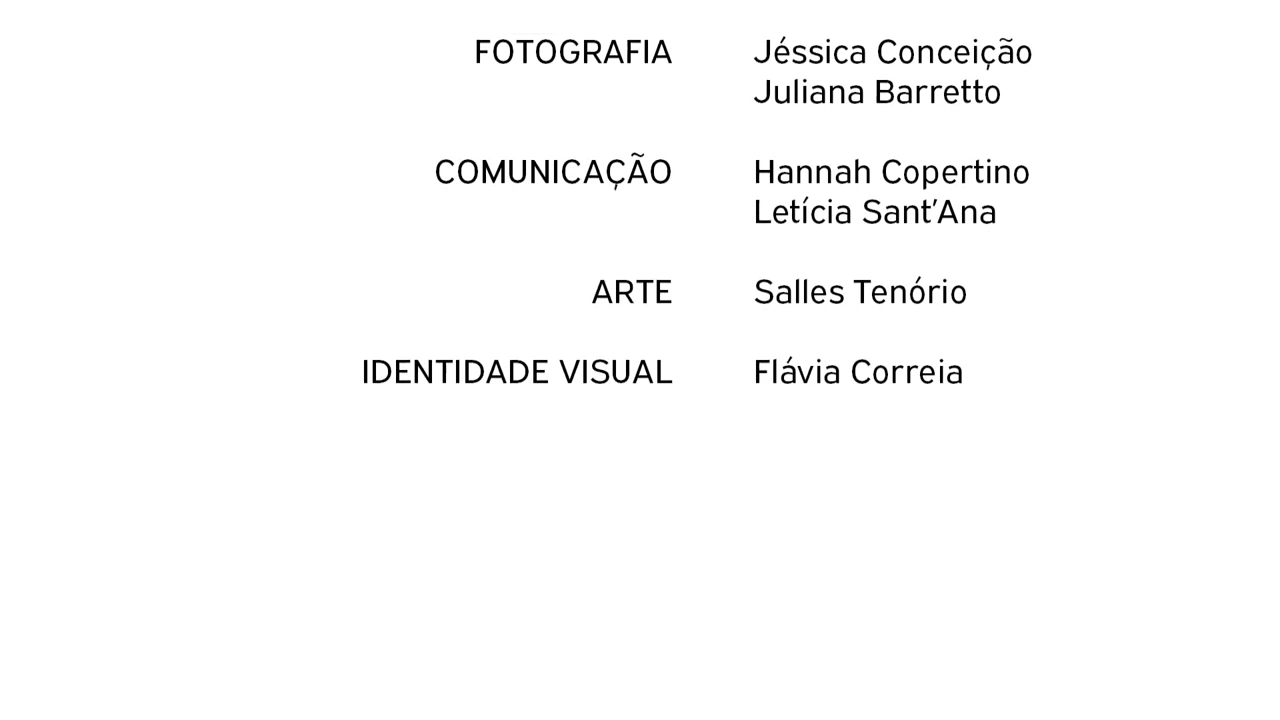 FOTOGRAFIA Jéssica Conceição
Juliana Barretto
COMUNICAÇÃO Hannah Copertino
Letícia Sant'Ana
ARTE Salles Tenório
IDENTIDADE VISUAL Flávia Correia